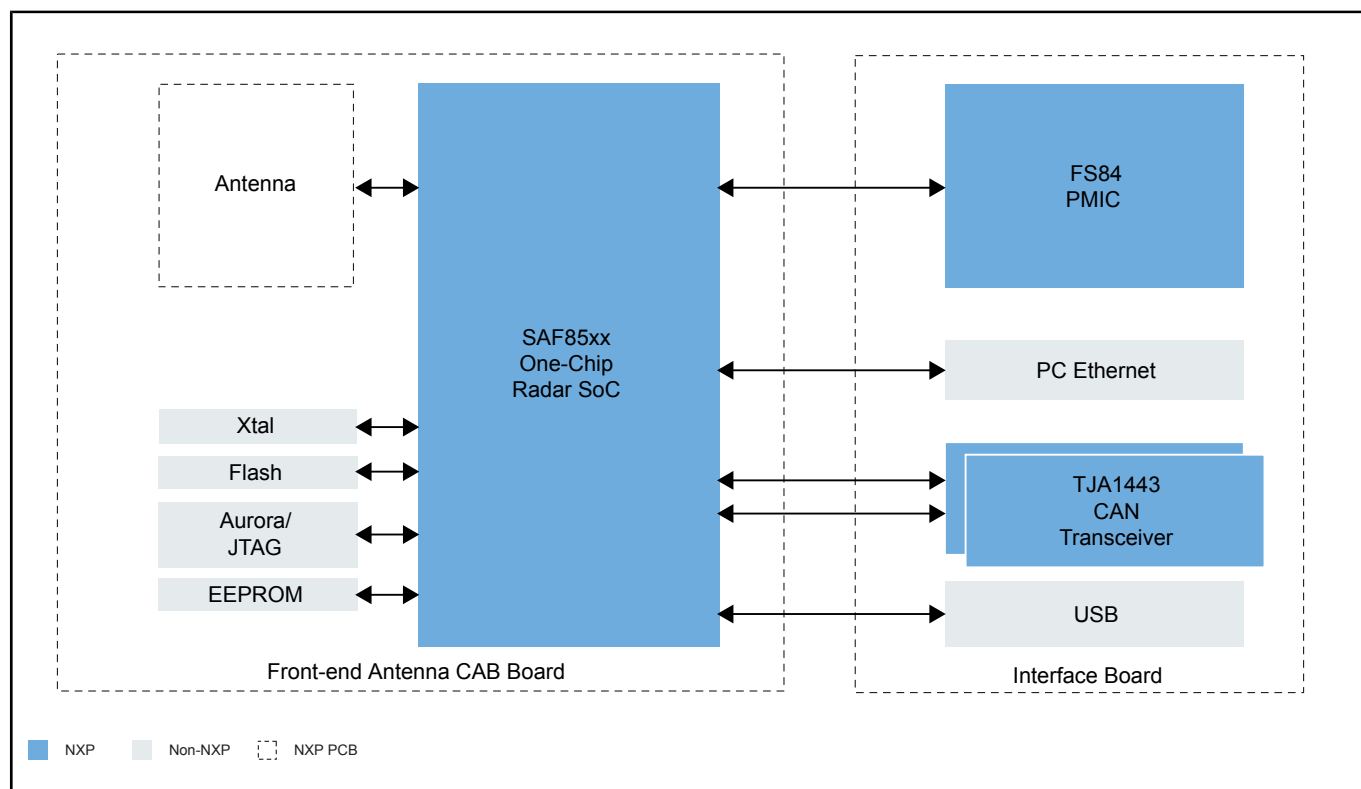 Antenna
SAF85xx
One-Chip
Radar SoC
Xtal
Flash
Aurora/
JTAG
EEPROM
Front-end Antenna CAB Board
FS84
PMIC
PC Ethernet
TJA1443
CAN
Transceiver
USB
Interface Board
NXP
Non-NXP
NXP PCB